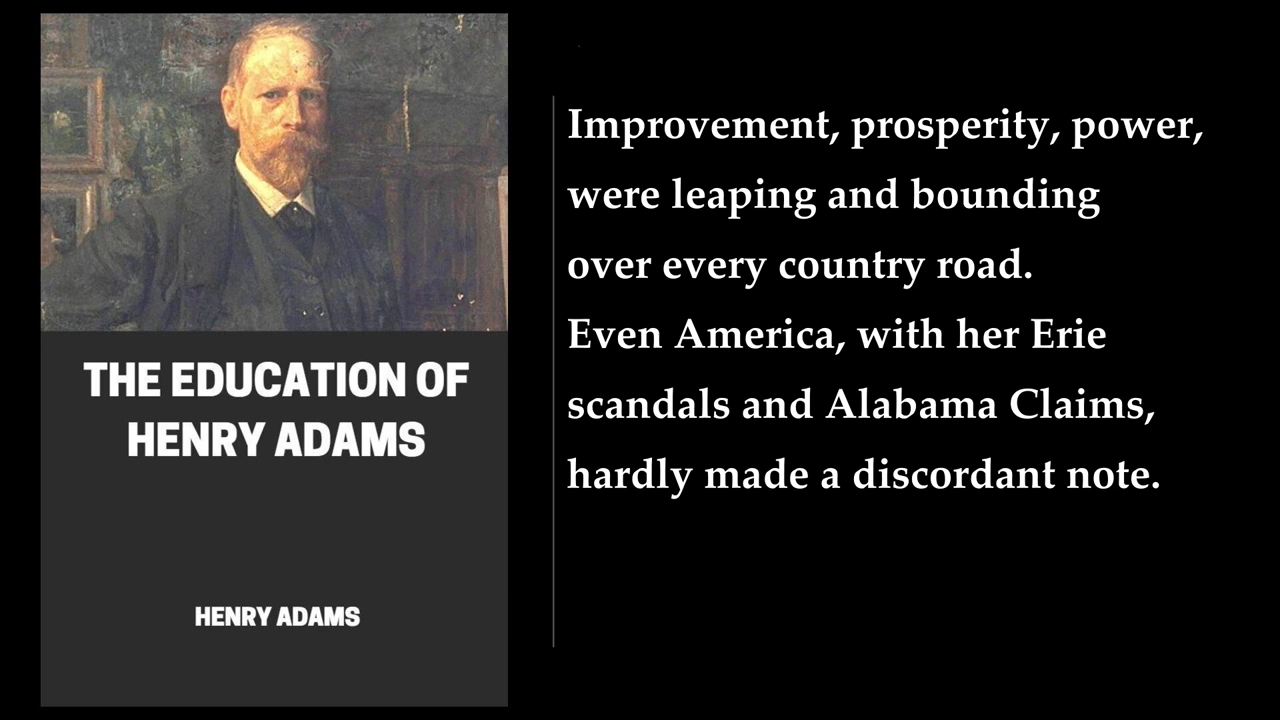 THE EDUCATION OF
HENRY ADAMS
HENRY ADAMS
Improvement, prosperity, power,
were leaping and bounding
over every country road.
Even America, with her Erie
scandals and Alabama Claims,
hardly made a discordant note.